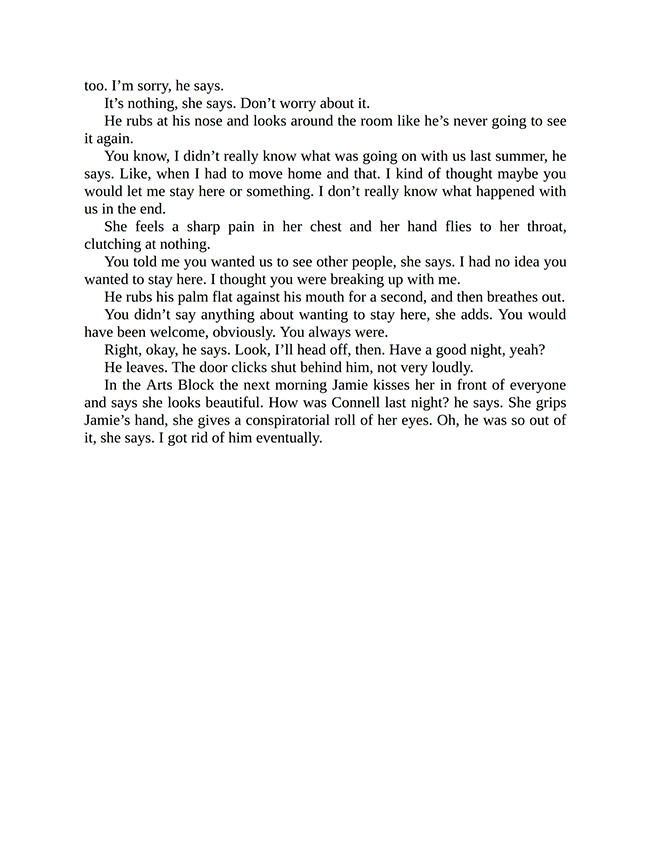 too. I’m sorry, he says.
It’s nothing, she says. Don’t worry about it.
He rubs at his nose and looks around the room like he’s never going to see
it again.
You know, I didn’t really know what was going on with us last summer, he
says. Like, when I had to move home and that. I kind of thought maybe you
would let me stay here or something. I don’t really know what happened with
us in the end.
She feels a sharp pain in her chest and her hand flies to her throat,
clutching at nothing.
You told me you wanted us to see other people, she says. I had no idea you
wanted to stay here. I thought you were breaking up with me.
He rubs his palm flat against his mouth for a second, and then breathes out.
You didn’t say anything about wanting to stay here, she adds. You would
have been welcome, obviously. You always were.
Right, okay, he says. Look, I’ll head off, then. Have a good night, yeah?
He leaves. The door clicks shut behind him, not very loudly.
In the Arts Block the next morning Jamie kisses her in front of everyone
and says she looks beautiful. How was Connell last night? he says. She grips
Jamie’s hand, she gives a conspiratorial roll of her eyes. Oh, he was so out of
it, she says. I got rid of him eventually.